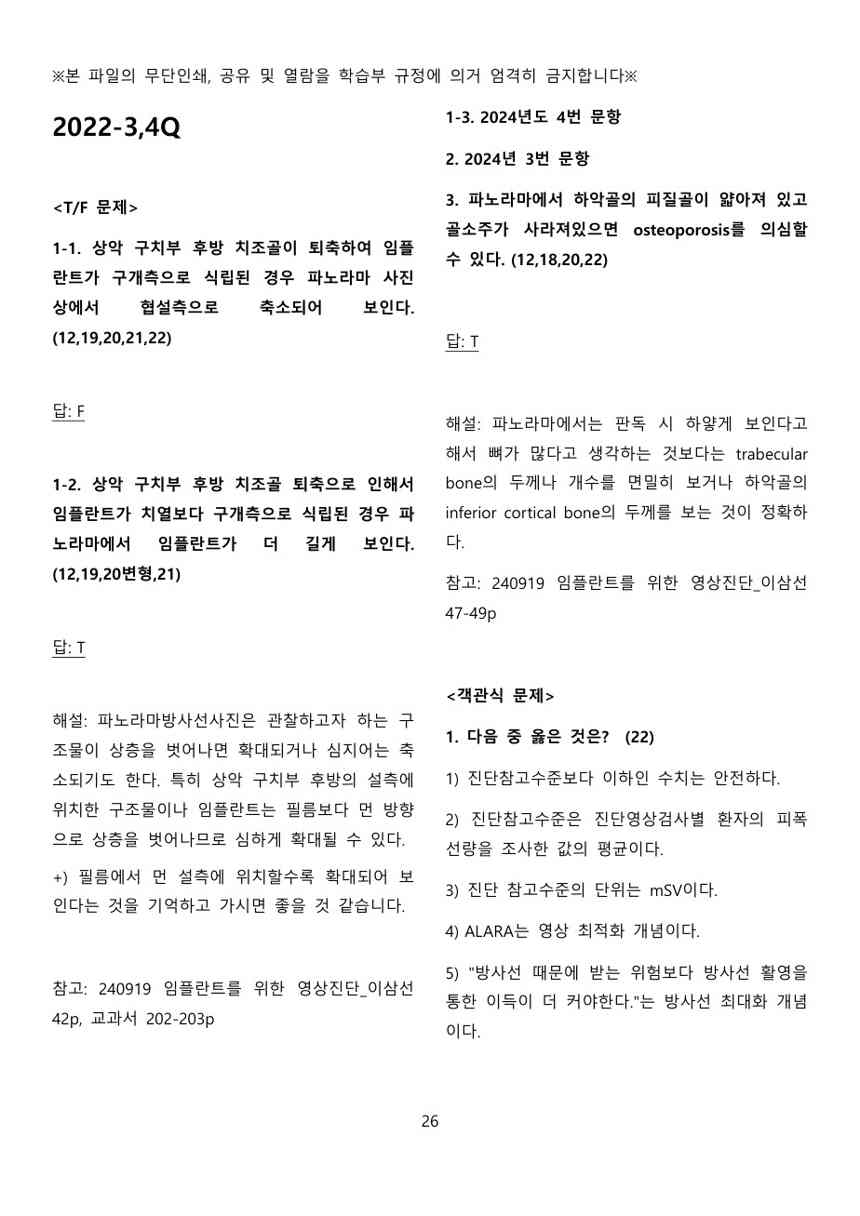 ※본 파일의 무단인쇄, 공유 및 열람을 학습부 규정에 의거 엄격히 금지합니다※
2022-3,4Q
<T/F 문제>
1-1. 상악 구치부 후방 치조골이 퇴축하여 임플
란트가 구개측으로 식립된 경우 파노라마 사진
상에서 협설측으로 축소되어 보인다.
(12,19,20,21,22)
답: F
1-2. 상악 구치부 후방 치조골 퇴축으로 인해서
임플란트가 치열보다 구개측으로 식립된 경우 파
노라마에서 임플란트가 더 길게 보인다.
(12,19,20변형,21)
답: T
해설: 파노라마방사선사진은 관찰하고자 하는 구
조물이 상층을 벗어나면 확대되거나 심지어는 축
소되기도 한다. 특히 상악 구치부 후방의 설측에
위치한 구조물이나 임플란트는 필름보다 먼 방향
으로 상층을 벗어나므로 심하게 확대될 수 있다.
+) 필름에서 먼 설측에 위치할수록 확대되어 보
인다는 것을 기억하고 가시면 좋을 것 같습니다.
참고: 240919 임플란트를 위한 영상진단_이삼선
42p, 교과서 202-203p
1-3. 2024년도 4번 문항
2. 2024년 3번 문항
3. 파노라마에서 하악골의 피질골이 얇아져 있고
골소주가 사라져있으면 osteoporosis를 의심할
수 있다. (12,18,20,22)
답: T
해설: 파노라마에서는 판독 시 하얗게 보인다고
해서 뼈가 많다고 생각하는 것보다는 trabecular
bone의 두께나 개수를 면밀히 보거나 하악골의
inferior cortical bone의 두께를 보는 것이 정확하
다.
참고: 240919 임플란트를 위한 영상진단_이삼선
47-49p
<객관식 문제>
1. 다음 중 옳은 것은? (22)
1) 진단참고수준보다 이하인 수치는 안전하다.
2) 진단참고수준은 진단영상검사별 환자의 피폭
선량을 조사한 값의 평균이다.
3) 진단 참고수준의 단위는 mSV이다.
4) ALARA는 영상 최적화 개념이다.
5) "방사선 때문에 받는 위험보다 방사선 촬영을
통한 이득이 더 커야한다."는 방사선 최대화 개념
이다.
26